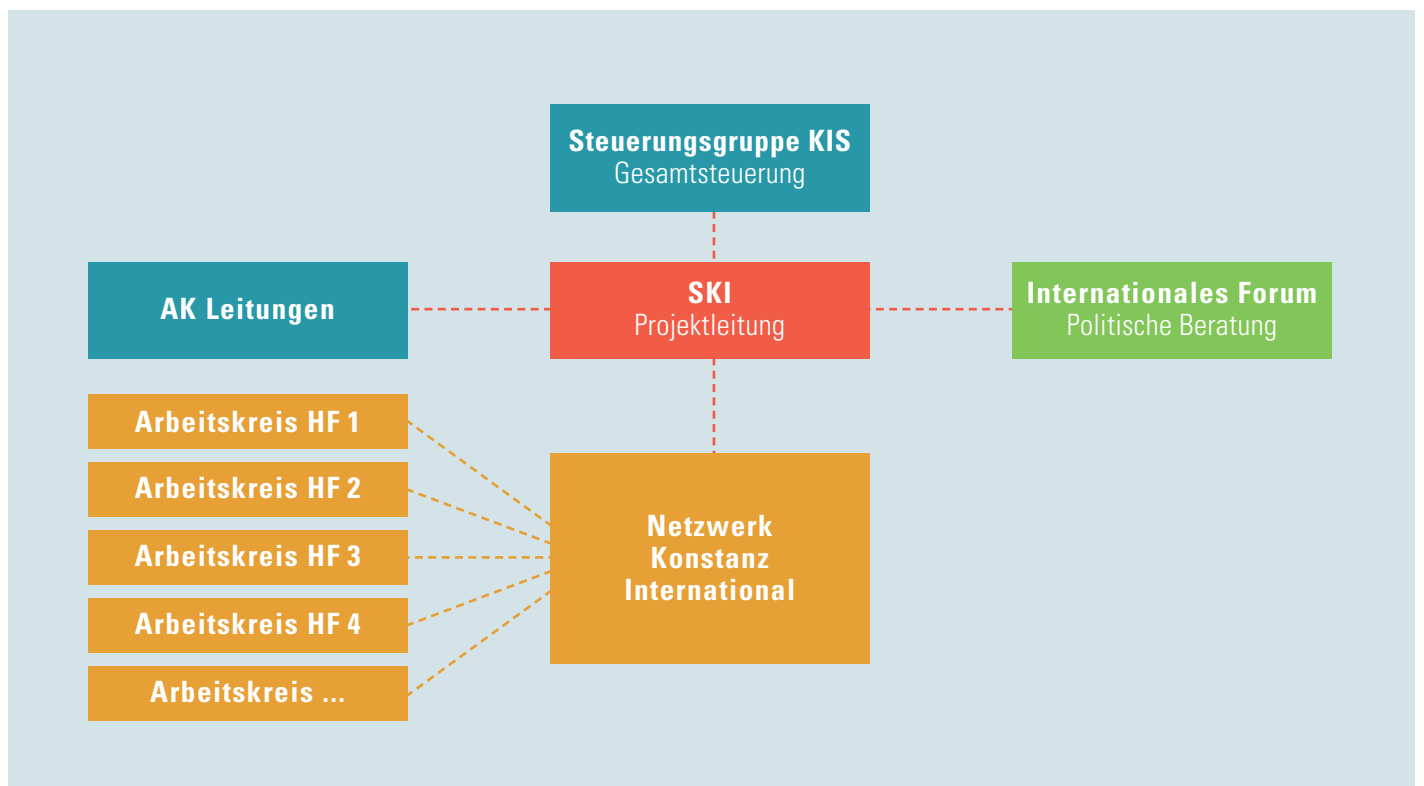 Steuerungsgruppe KIS
Gesamtsteuerung
AK Leitungen
SKI
Projektleitung
Internationales Forum
Politische Beratung
Arbeitskreis HF 1
Arbeitskreis HF 2
Arbeitskreis HF 3
Arbeitskreis HF 4
Arbeitskreis ...
Netzwerk
Konstanz
International